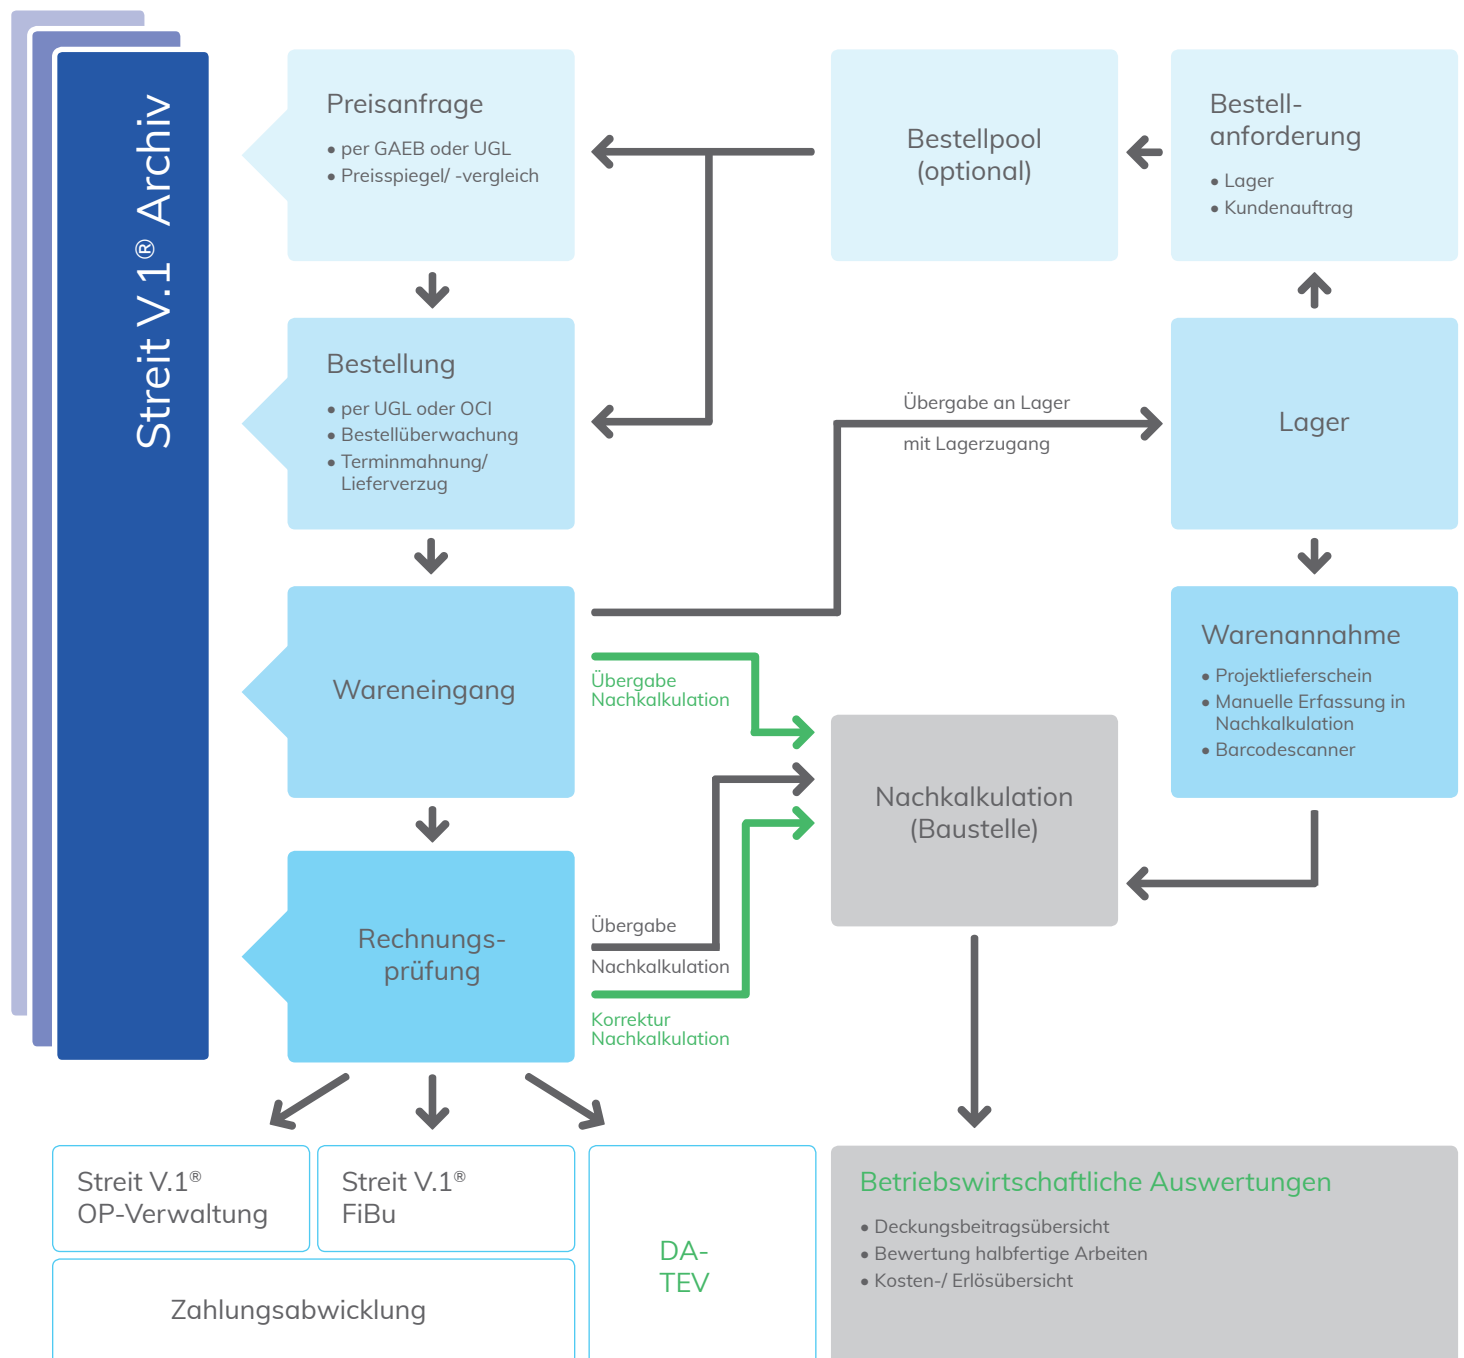 Streit V.1® Archiv
Preisanfrage
• per GAEB oder UGL
• Preisspiegel/ -vergleich
Bestellpool
(optional)
Bestell-
anforderung
• Lager
• Kundenauftrag
Bestellung
• per UGL oder OCI
• Bestellüberwachung
• Terminmahnung/
Lieferverzug
Übergabe an Lager
mit Lagerzugang
Lager
Wareneingang
Übergabe
Nachkalkulation
Warenannahme
• Projektlieferschein
• Manuelle Erfassung in
Nachkalkulation
• Barcodescanner
Nachkalkulation
(Baustelle)
Rechnungs-
prüfung
Übergabe
Nachkalkulation
Korrektur
Nachkalkulation
Streit V.1®
OP-Verwaltung
Streit V.1®
FiBu
Zahlungsabwicklung
DA-
TEV
Betriebswirtschaftliche Auswertungen
• Deckungsbeitragsübersicht
• Bewertung halbfertige Arbeiten
• Kosten-/ Erlösübersicht